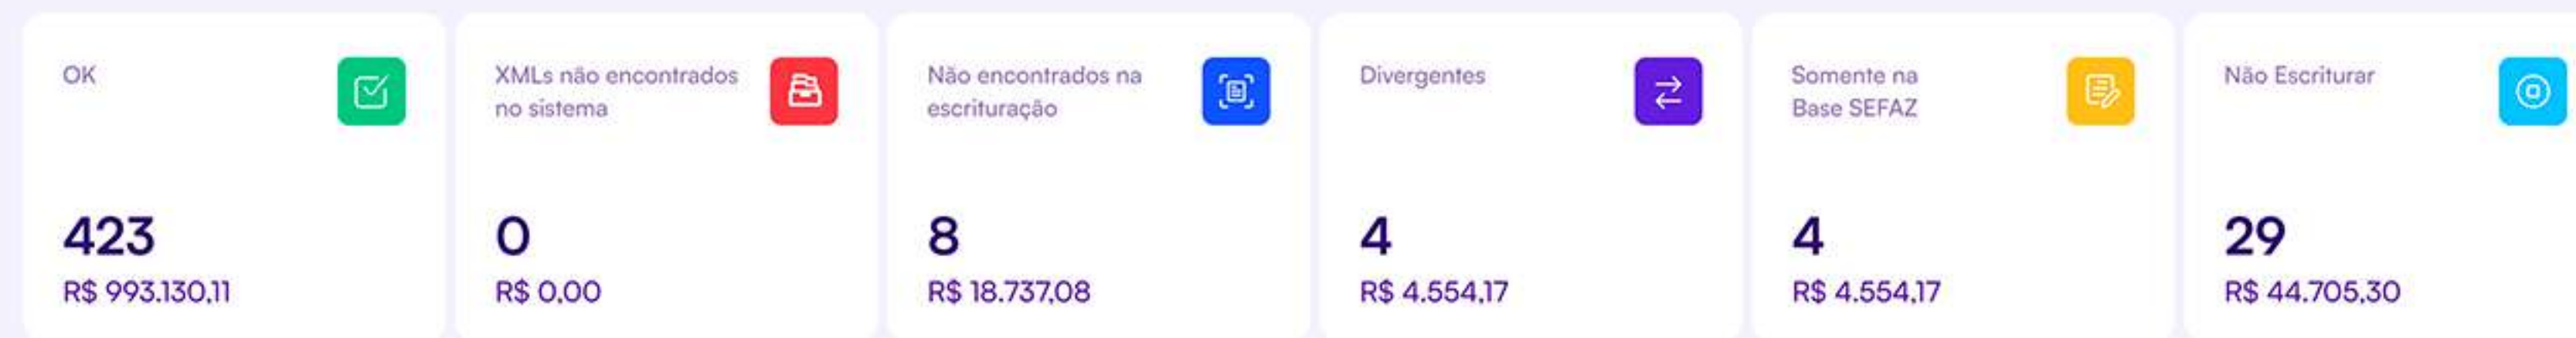 OK
423
R$ 993.130,11
XMLs não encontrados
no sistema
0
R$ 0,00
Não encontrados na
escrituração
8
R$ 18.737,08
Divergentes
4
R$ 4.554,17
Somente na
Base SEFAZ
4
R$ 4.554,17
Não Escriturar
29
R$ 44.705,30